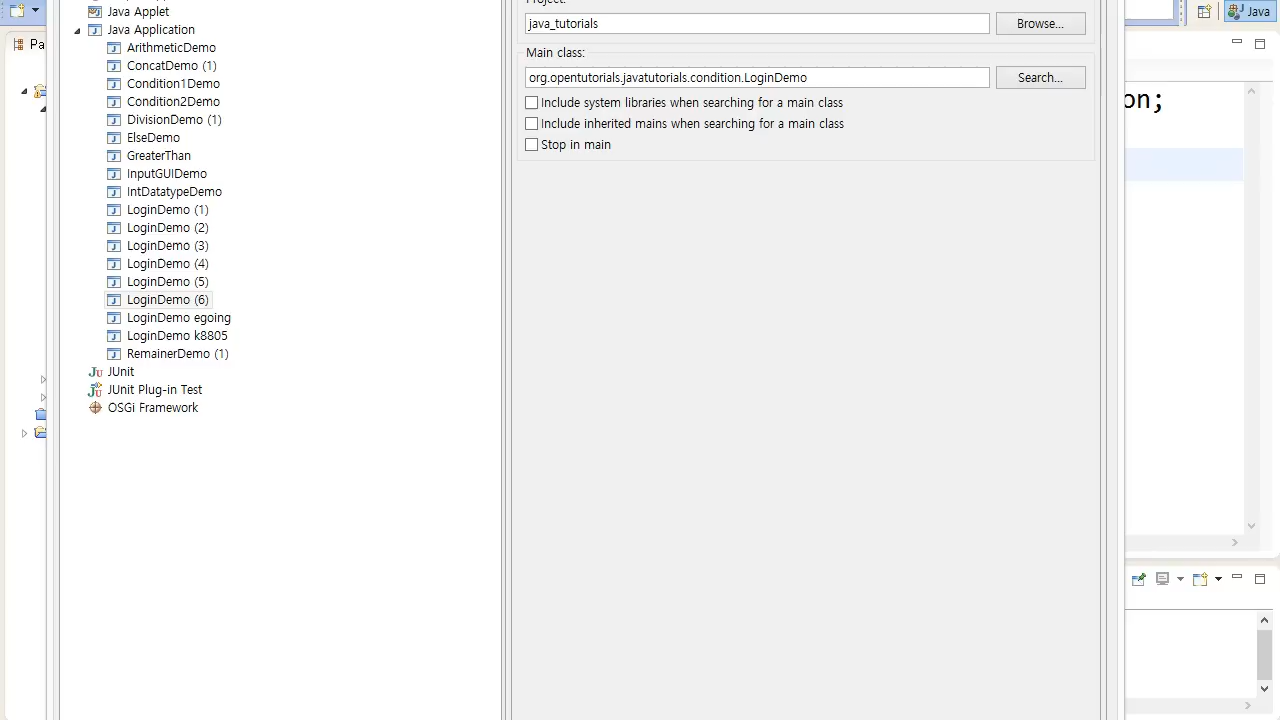 Java Applet
Java Application
ArithmeticDemo
ConcatDemo (1)
Condition1Demo
Condition2Demo
DivisionDemo (1)
ElseDemo
GreaterThan
InputGUIDemo
IntDatatypeDemo
LoginDemo (1)
LoginDemo (2)
LoginDemo (3)
LoginDemo (4)
LoginDemo (5)
LoginDemo (6)
LoginDemo egoing
LoginDemo k8805
RemainerDemo (1)
JUnit
JUnit Plug-in Test
OSGi Framework
Pa
Project:
java_tutorials
Browse...
Main class:
org.opentutorials.javatutorials.condition.LoginDemo
Search...
Include system libraries when searching for a main class
Include inherited mains when searching for a main class
Stop in main
Java
on;